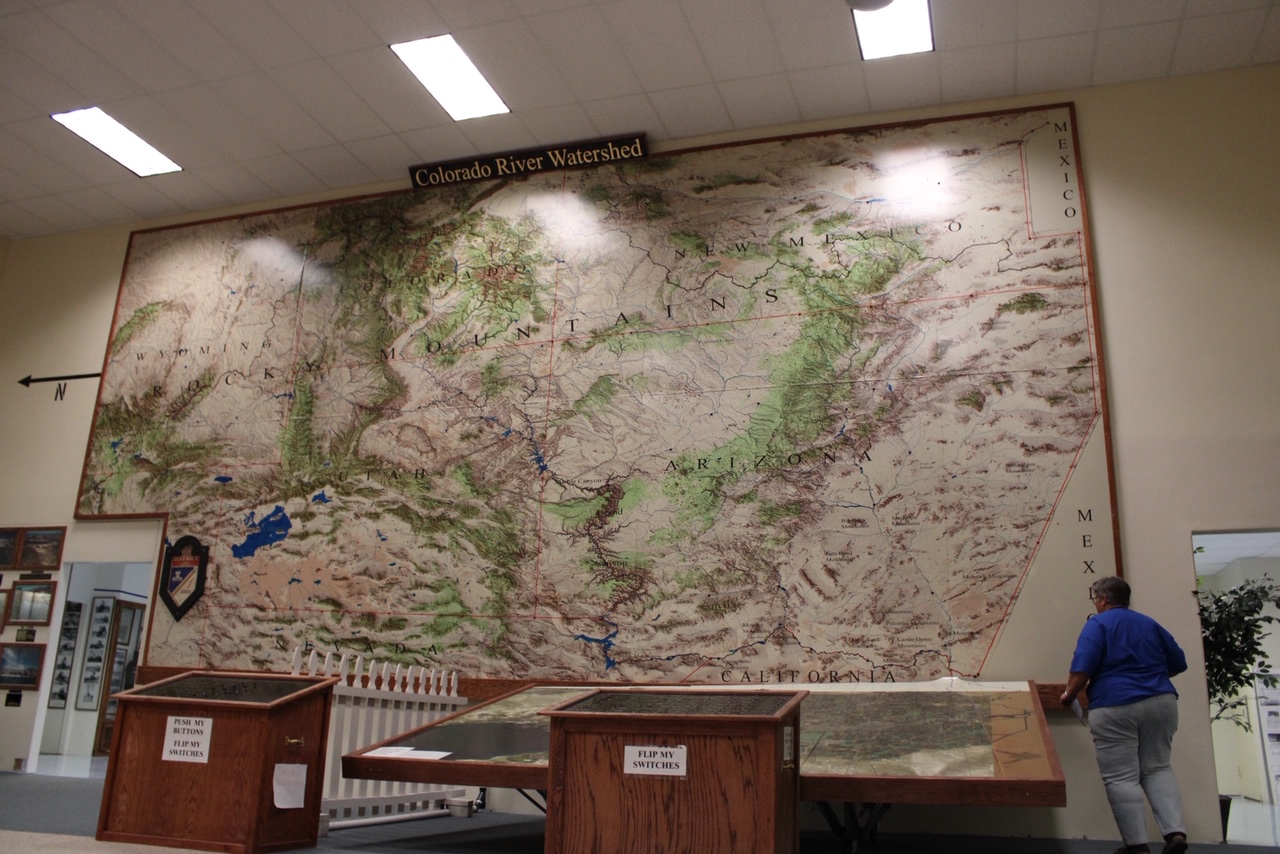 Colorado River Watershed
MEXICO
NEW MEXICO
COLORADO
ROCKY MOUNTAINS
WYOMING
N
UTAH
ARIZONA
MEXI
NEVADA
CALIFORNIA
PUSH MY
BUTTONS
FLIP MY
SWITCHES
FLIP MY
SWITCHES